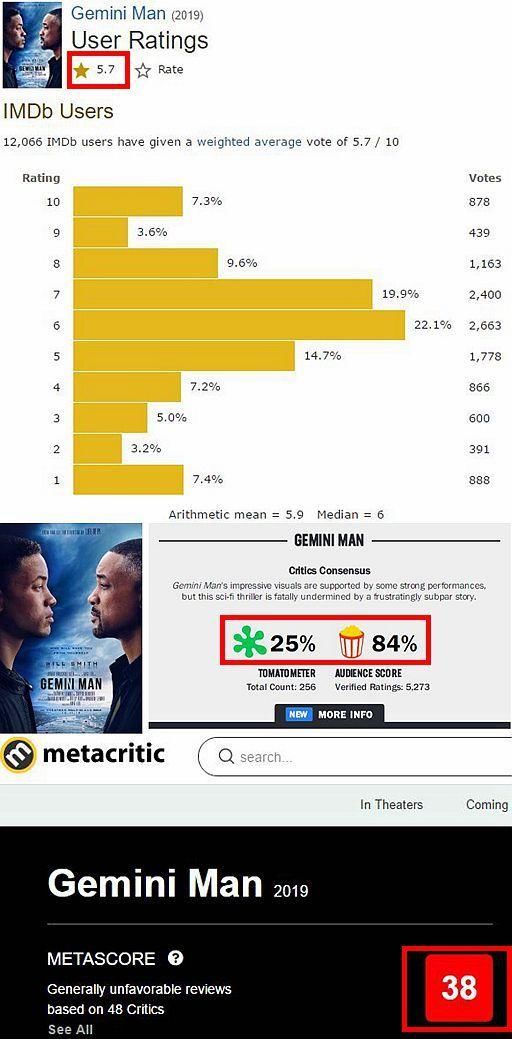 Gemini Man (2019)
User Ratings
5.7 Rate
IMDb Users
12,066 IMDb users have given a weighted average vote of 5.7 / 10
Rating Votes
10 7.3% 878
9 3.6% 439
8 9.6% 1,163
7 19.9% 2,400
6 22.1% 2,663
5 14.7% 1,778
4 7.2% 866
3 5.0% 600
2 3.2% 391
1 7.4% 888
Arithmetic mean = 5.9 Median = 6
GEMINI MAN
Critics Consensus
Gemini Man's impressive visuals are supported by some strong performances,
but this sci-fi thriller is fatally undermined by a frustratingly subpar story.
25% 84%
TOMATOMETER AUDIENCE SCORE
Total Count: 256 Verified Ratings: 5,273
NEW MORE INFO
WHO WILL SAVE YOU
FROM YOURSELF
WILL SMITH
GEMINI MAN
metacritic search...
In Theaters Coming
Gemini Man 2019
METASCORE ?
38
Generally unfavorable reviews
based on 48 Critics
See All